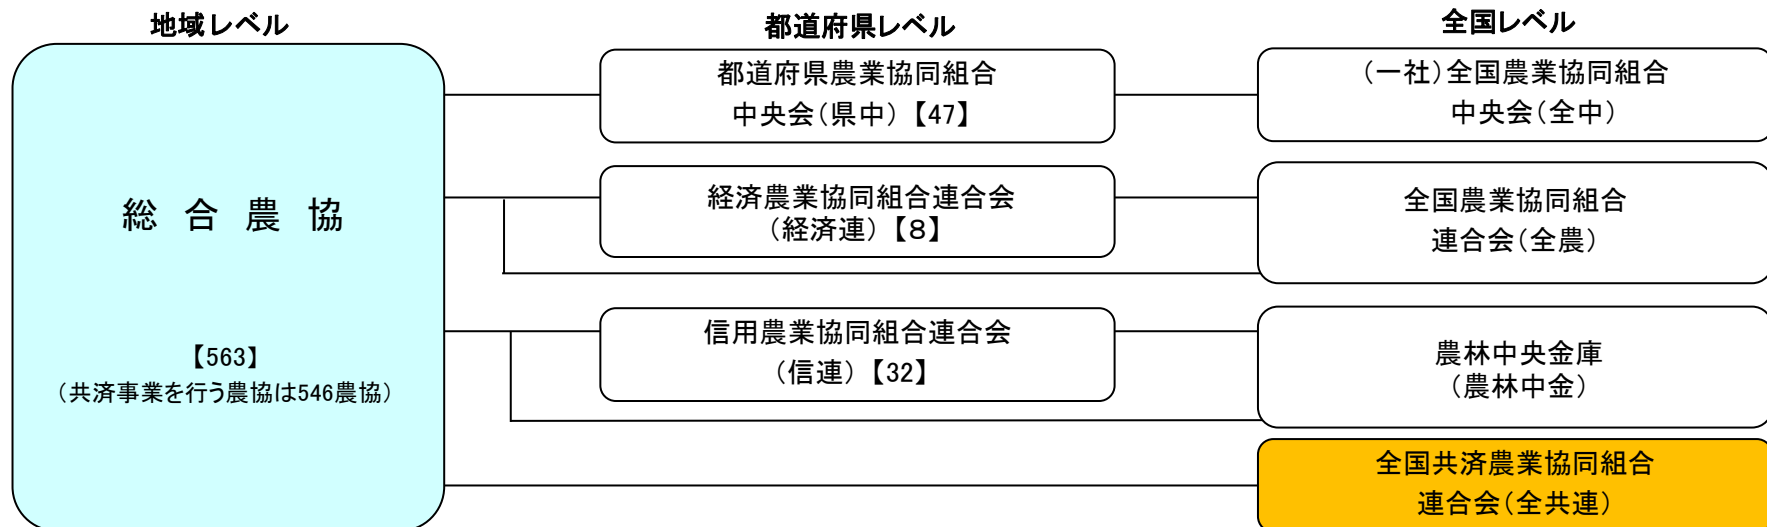 地域レベル
都道府県レベル
全国レベル
総合農協
【563】
（共済事業を行う農協は546農協）
都道府県農業協同組合
中央会（県中）【47】
（一社）全国農業協同組合
中央会（全中）
経済農業協同組合連合会
（経済連）【８】
全国農業協同組合
連合会（全農）
信用農業協同組合連合会
（信連）【32】
農林中央金庫
（農林中金）
全国共済農業協同組合
連合会（全共連）